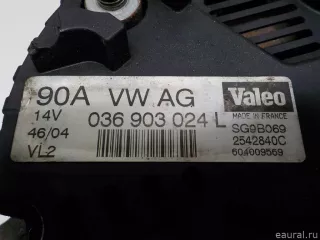 90A VW AG
Valeo
14V
036 903 024 L
MADE IN FRANCE
46/04
SG9B069
VL2
2542840C
604009569
eaural.ru